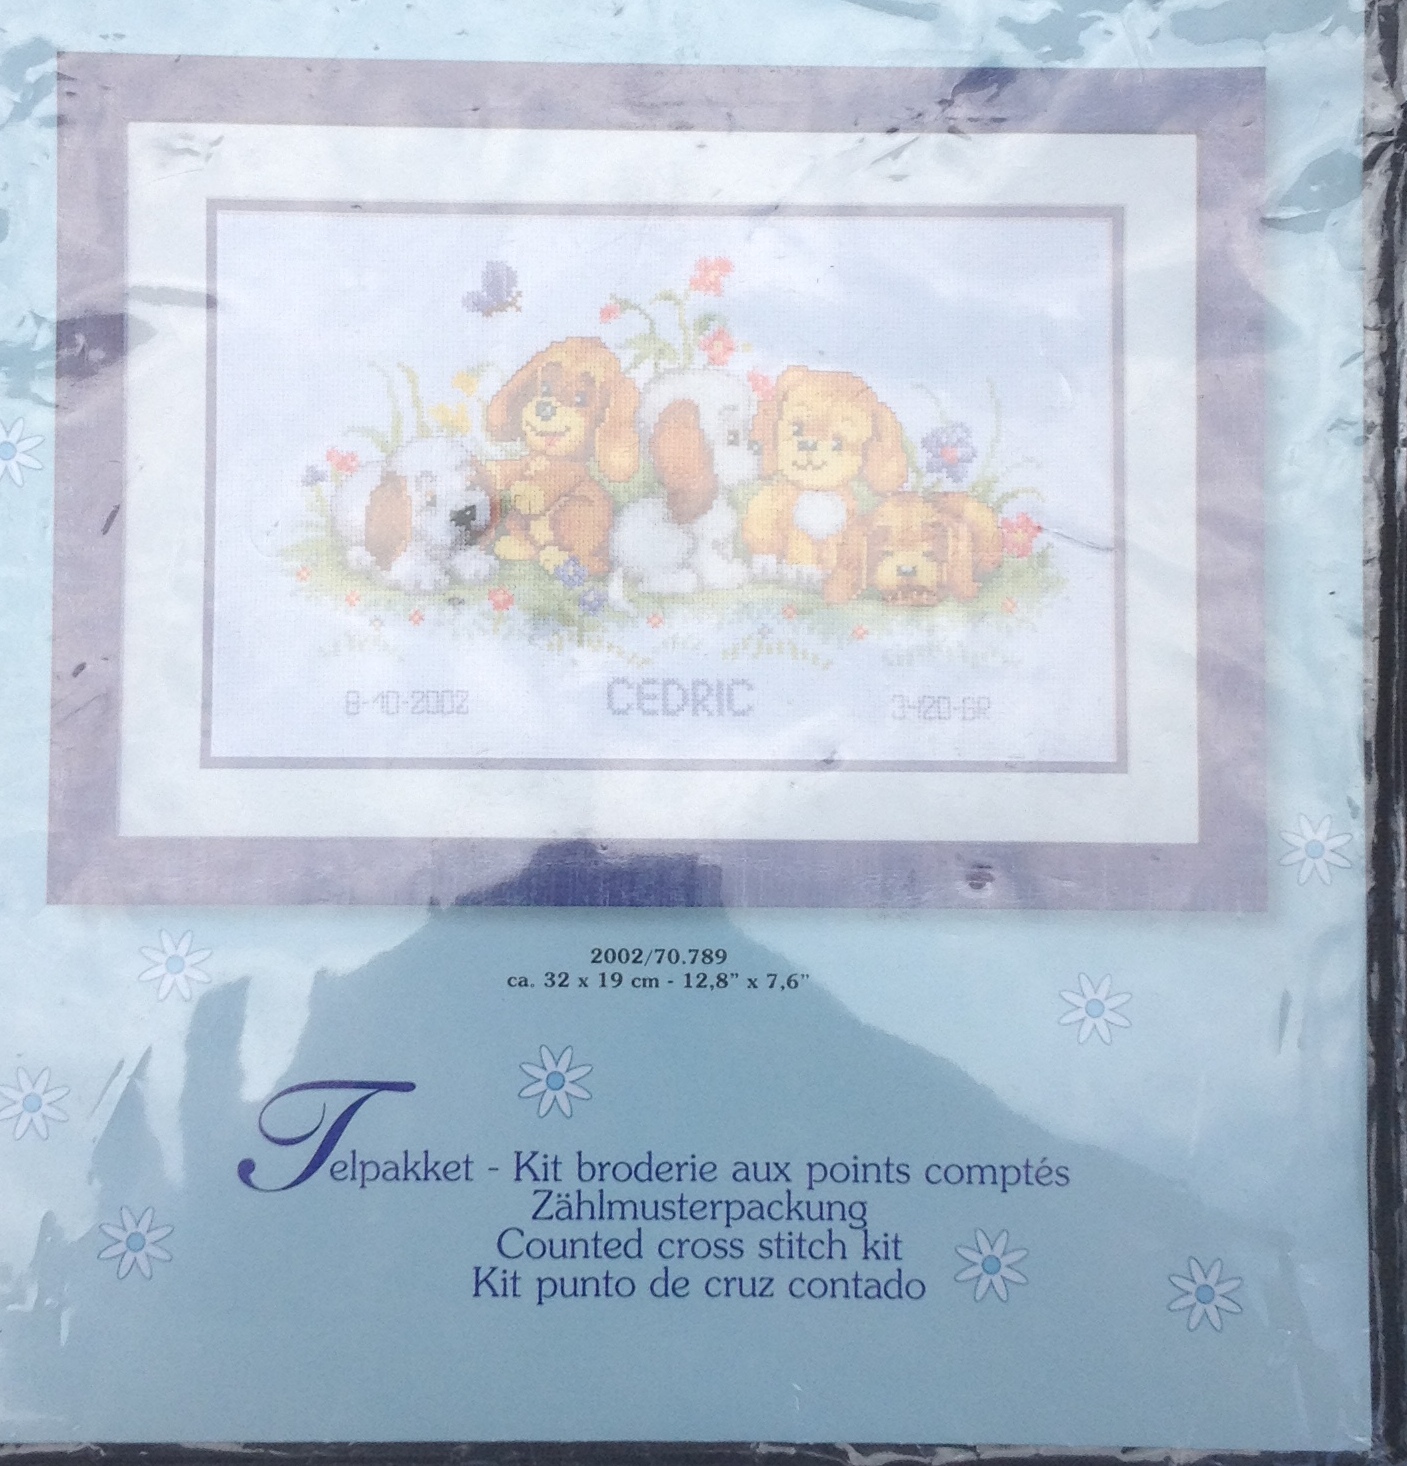 8-10-2002 CEDRIC 3420-GR
2002/70.789
ca. 32 x 19 cm - 12,8" x 7,6"
Telpakket - Kit broderie aux points comptés
Zählmusterpackung
Counted cross stitch kit
Kit punto de cruz contado